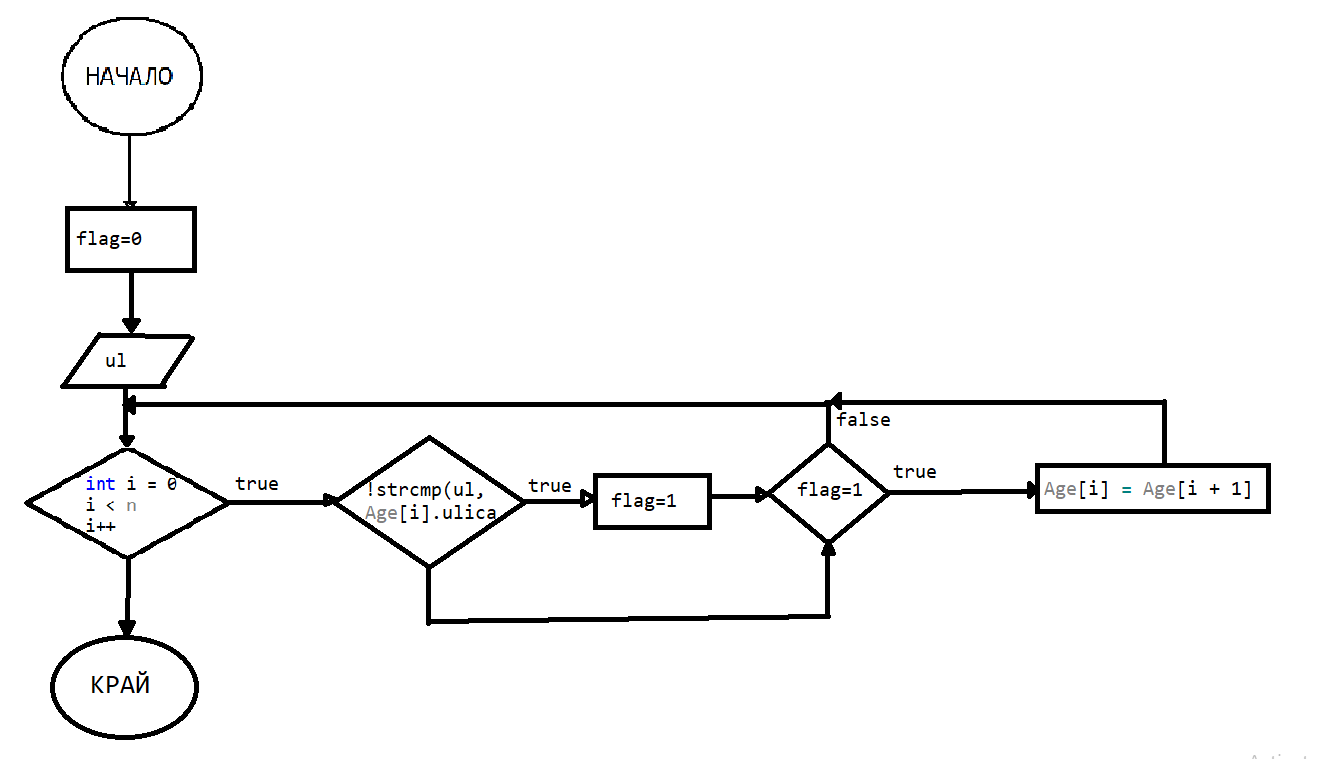 НАЧАЛО
flag=0
ul
false
int i = 0
i < n
i++
true
!strcmp(ul,
Age[i].ulica
true
flag=1
flag=1
true
Age[i] = Age[i + 1]
КРАЙ